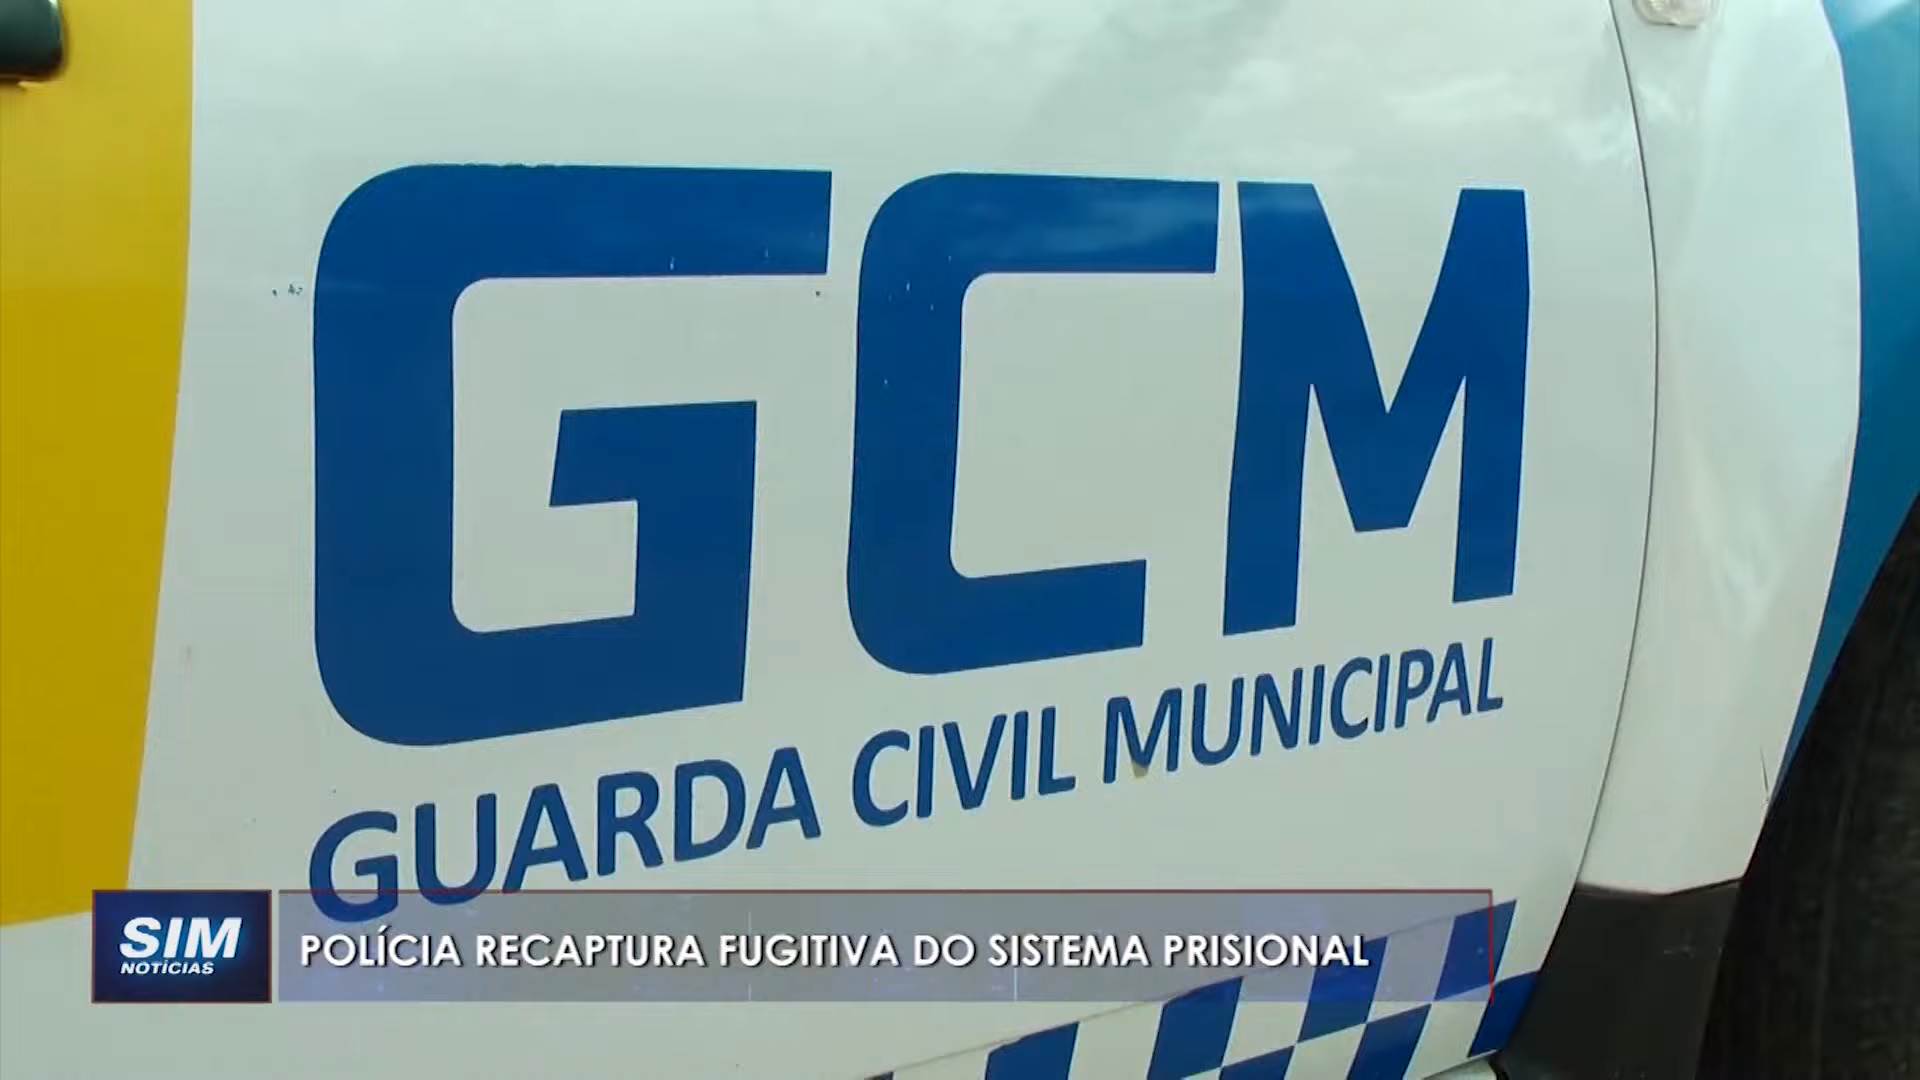 GCM
GUARDA CIVIL MUNICIPAL
SIM
NOTÍCIAS
POLÍCIA RECAPTURA FUGITIVA DO SISTEMA PRISIONAL